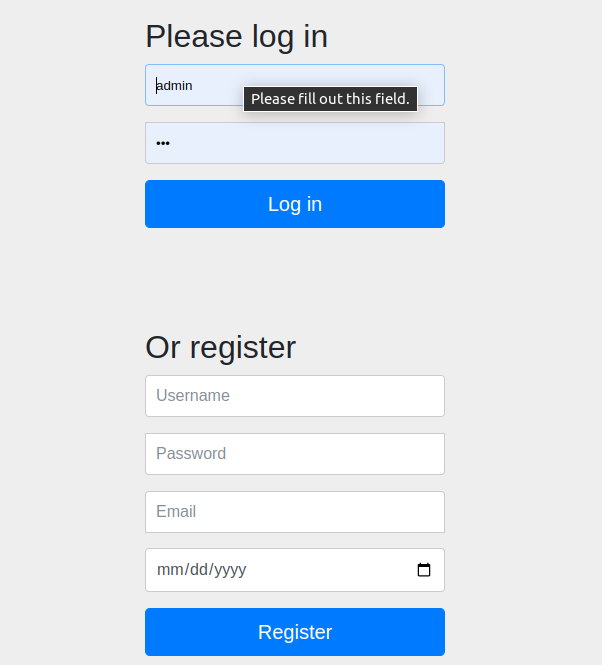 Please log in
admin
Please fill out this field.
•••
Log in
Or register
Username
Password
Email
mm/dd/yyyy
Register